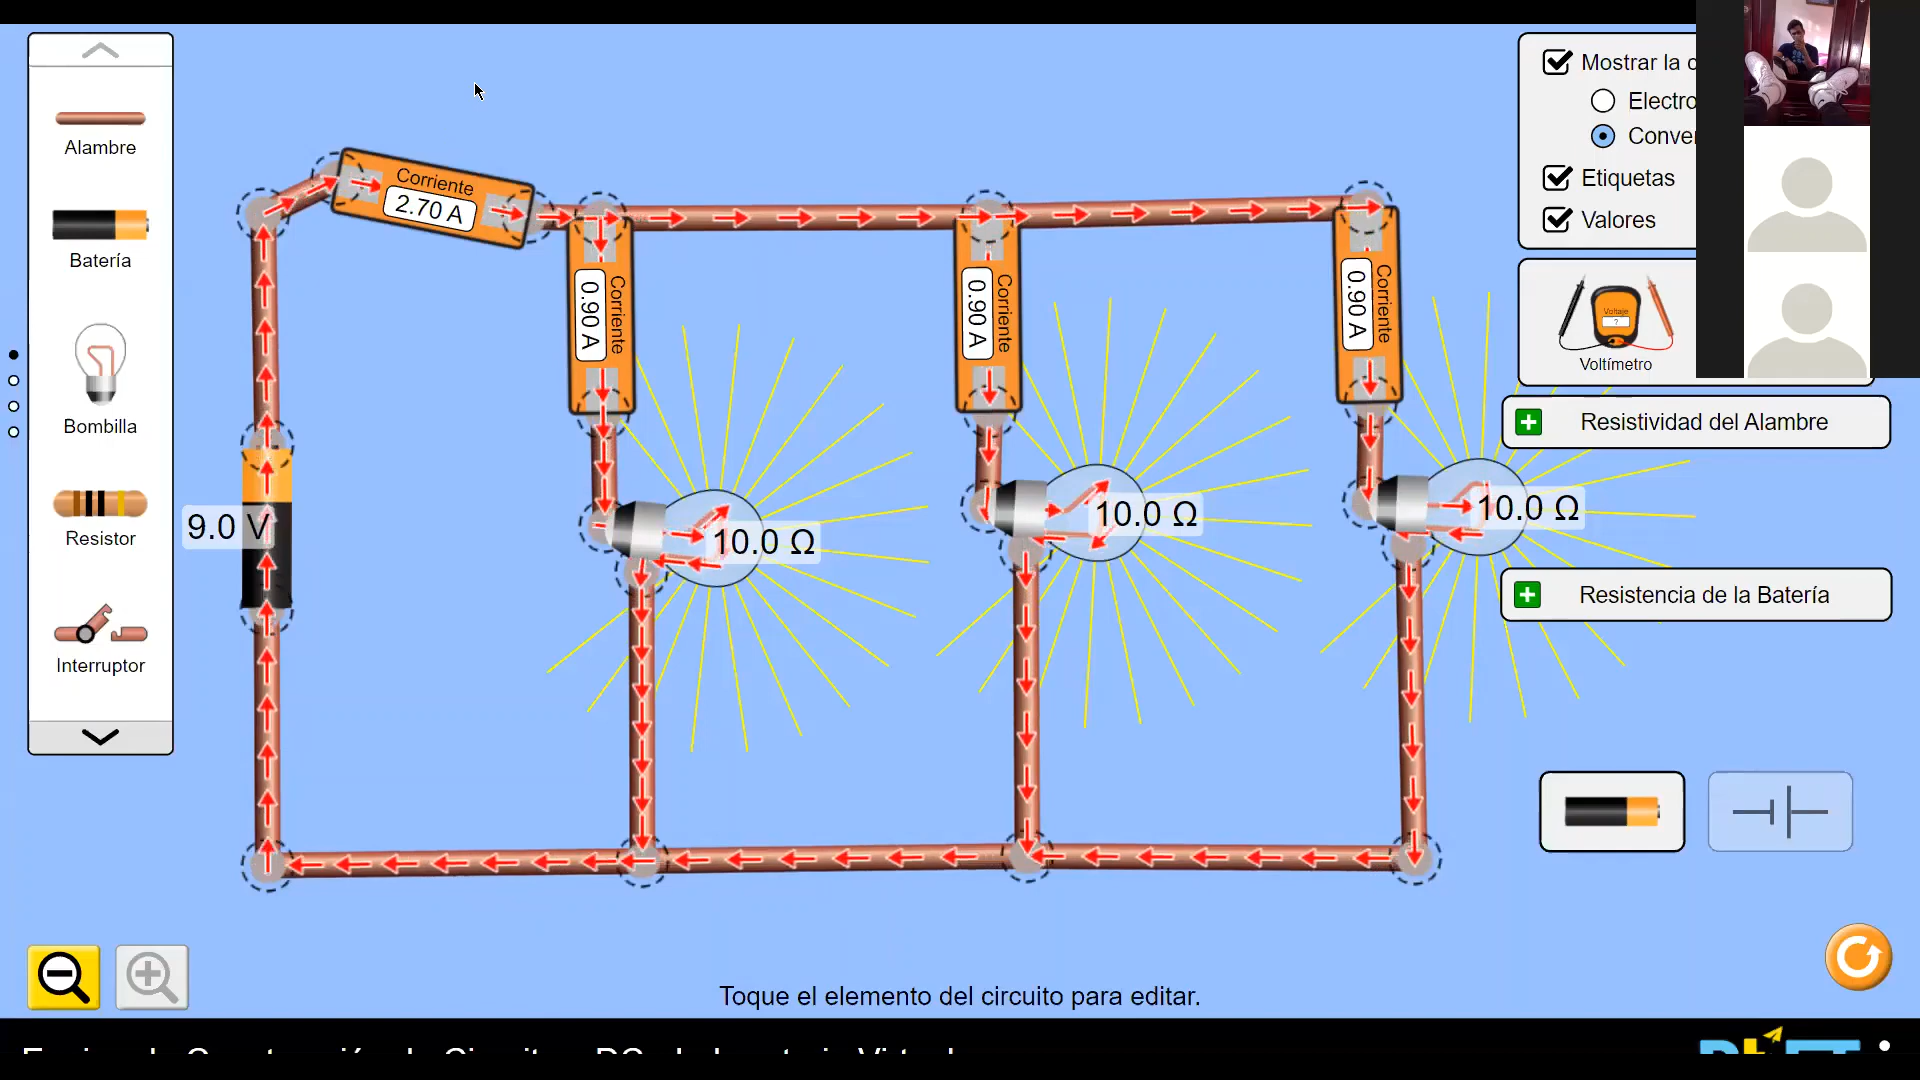 Alambre
Batería
Bombilla
Resistor
Interruptor
Corriente
2.70 A
Corriente
0.90 A
Corriente
0.90 A
Corriente
0.90 A
9.0 V
10.0 Ω
10.0 Ω
10.0 Ω
Mostrar la
Etiquetas
Valores
Voltaje
?
Voltímetro
Resistividad del Alambre
Resistencia de la Batería
Toque el elemento del circuito para editar.